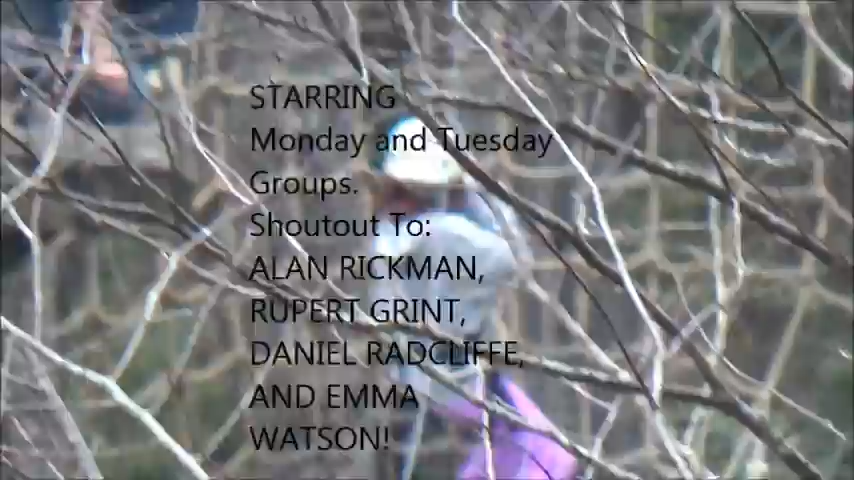 STARRING
Monday and Tuesday
Groups.
Shoutout To:
ALAN RICKMAN,
RUPERT GRINT,
DANIEL RADCLIFFE,
AND EMMA
WATSON!